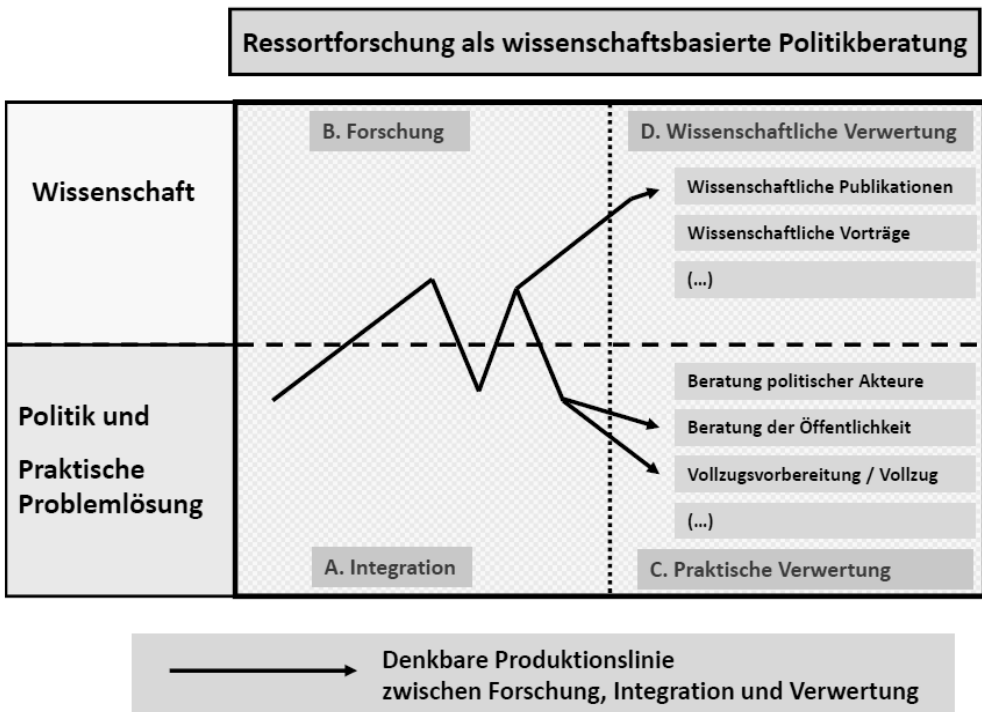 Ressortforschung als wissenschaftsbasierte Politikberatung
B. Forschung
D. Wissenschaftliche Verwertung
Wissenschaft
Wissenschaftliche Publikationen
Wissenschaftliche Vorträge
(...)
Politik und
Praktische
Problemlösung
Beratung politischer Akteure
Beratung der Öffentlichkeit
Vollzugsvorbereitung / Vollzug
(...)
A. Integration
C. Praktische Verwertung
Denkbare Produktionslinie
zwischen Forschung, Integration und Verwertung